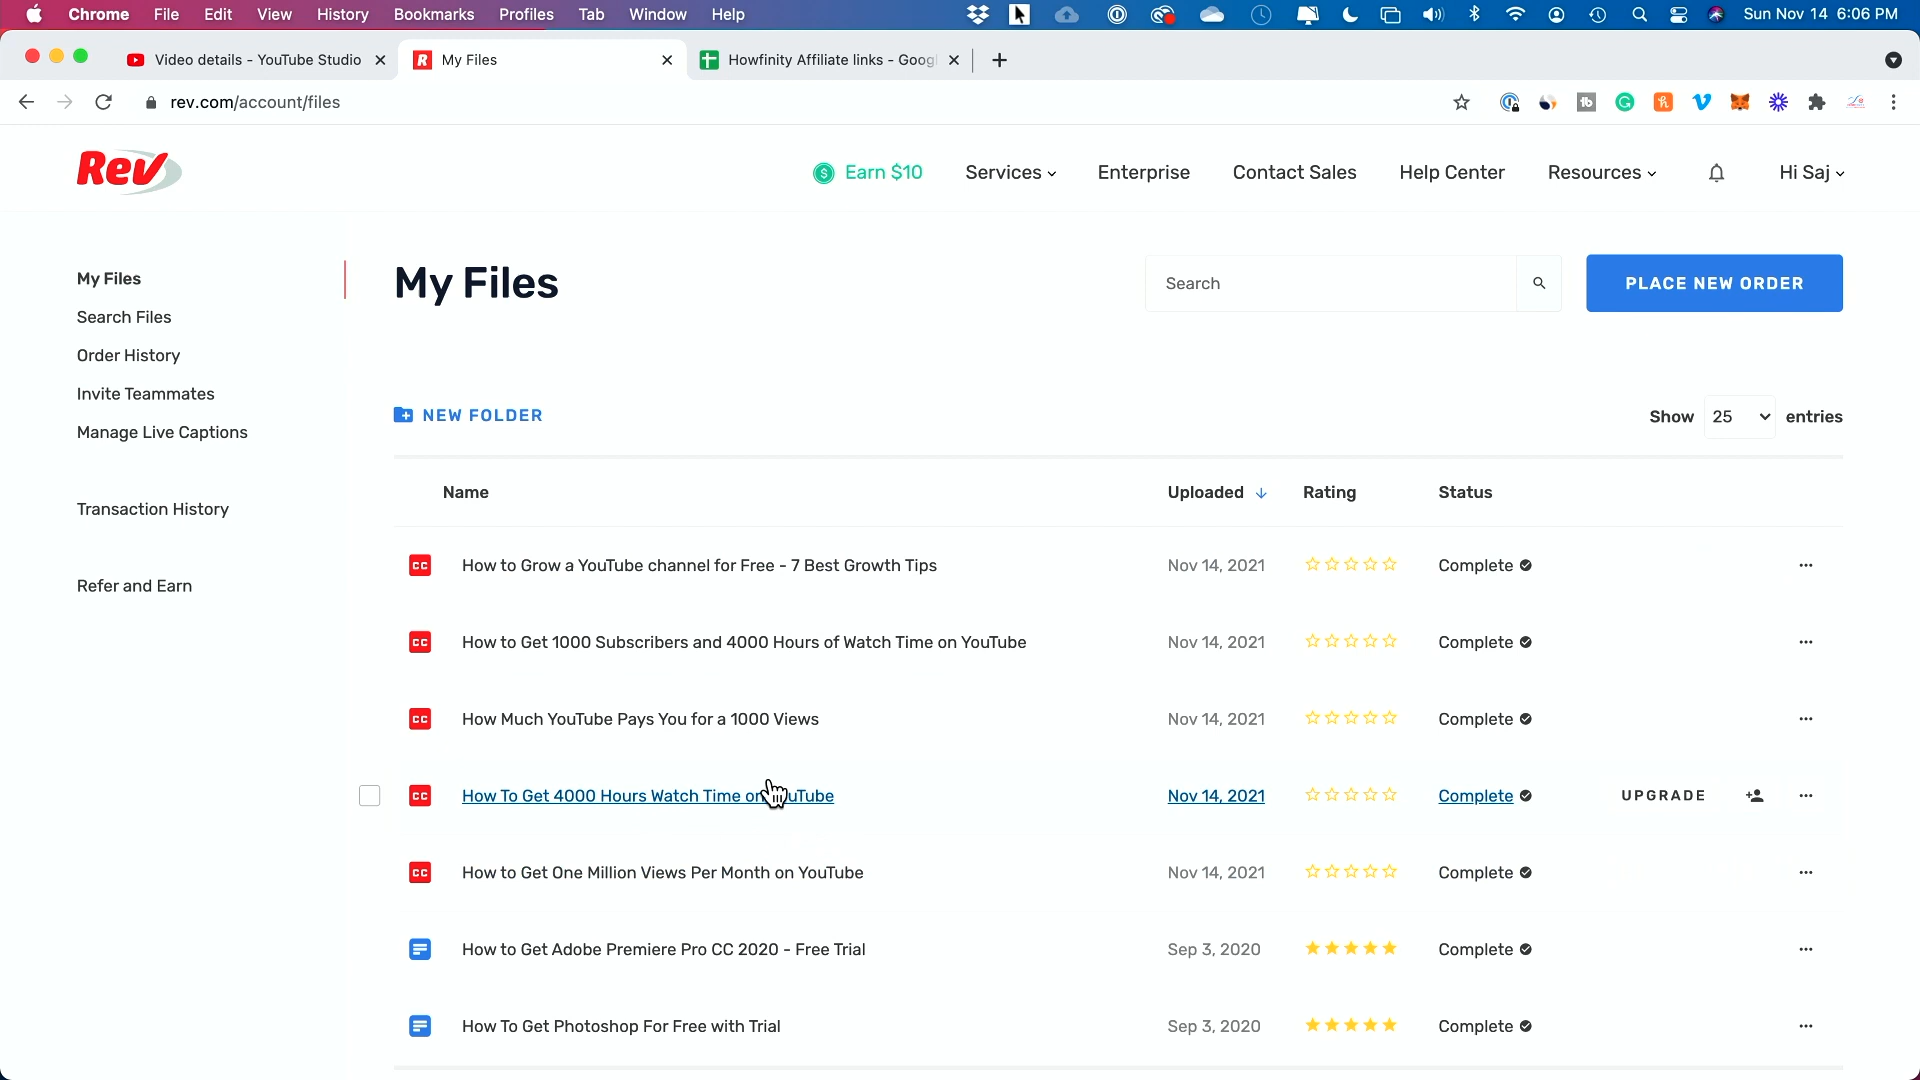 Chrome File Edit View History Bookmarks Profiles Tab Window Help Sun Nov 14 6:06 PM
Video details - YouTube Studio My Files Howfinity Affiliate links - Goog
rev.com/account/files
Rev Earn $10 Services Enterprise Contact Sales Help Center Resources Hi Saj
My Files
Search Files
Order History
Invite Teammates
Manage Live Captions
Transaction History
Refer and Earn
My Files Search PLACE NEW ORDER
NEW FOLDER Show 25 entries
Name Uploaded Rating Status
CC How to Grow a YouTube channel for Free - 7 Best Growth Tips Nov 14, 2021 Complete
CC How to Get 1000 Subscribers and 4000 Hours of Watch Time on YouTube Nov 14, 2021 Complete
CC How Much YouTube Pays You for a 1000 Views Nov 14, 2021 Complete
CC How To Get 4000 Hours Watch Time on YouTube Nov 14, 2021 Complete UPGRADE
CC How to Get One Million Views Per Month on YouTube Nov 14, 2021 Complete
How to Get Adobe Premiere Pro CC 2020 - Free Trial Sep 3, 2020 Complete
How To Get Photoshop For Free with Trial Sep 3, 2020 Complete